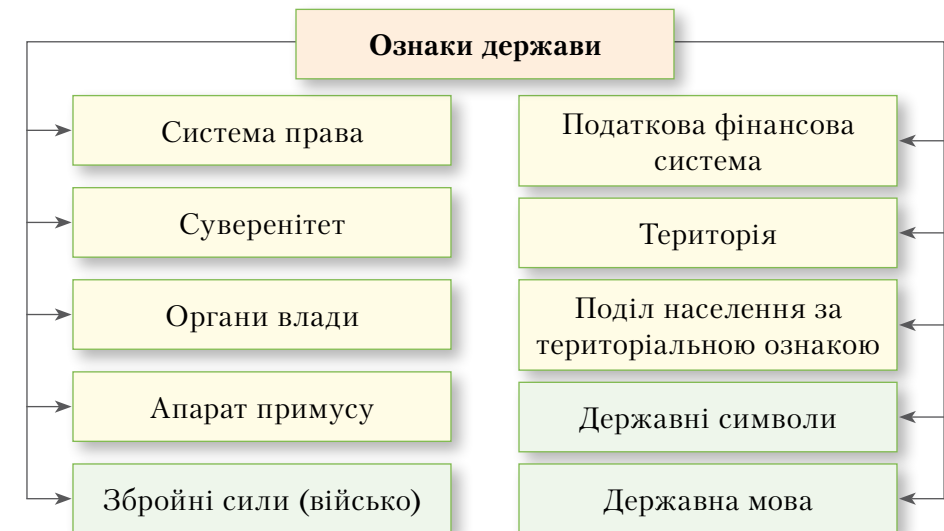 Ознаки держави
Система права
Суверенітет
Органи влади
Апарат примусу
Збройні сили (військо)
Податкова фінансова
система
Територія
Поділ населення за
територіальною ознакою
Державні символи
Державна мова